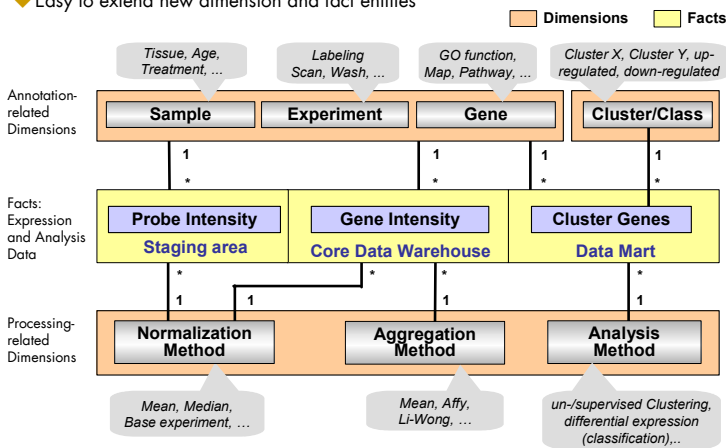 Easy to extend new dimension and fact entities
Dimensions
Facts
Tissue, Age,
Treatment, ...
Labeling
Scan, Wash, ...
GO function,
Map, Pathway, ...
Cluster X, Cluster Y, up-
regulated, down-regulated
Annotation-
related
Dimensions
Sample
Experiment
Gene
Cluster/Class
1
1
1
1
*
*
*
*
Facts:
Expression
and Analysis
Data
Probe Intensity
Gene Intensity
Cluster Genes
Staging area
Core Data Warehouse
Data Mart
*
*
*
*
1
1
1
1
Processing-
related
Dimensions
Normalization
Method
Aggregation
Method
Analysis
Method
Mean, Median,
Base experiment, …
Mean, Affy,
Li-Wong, …
un-/supervised Clustering,
differential expression
(classification),..